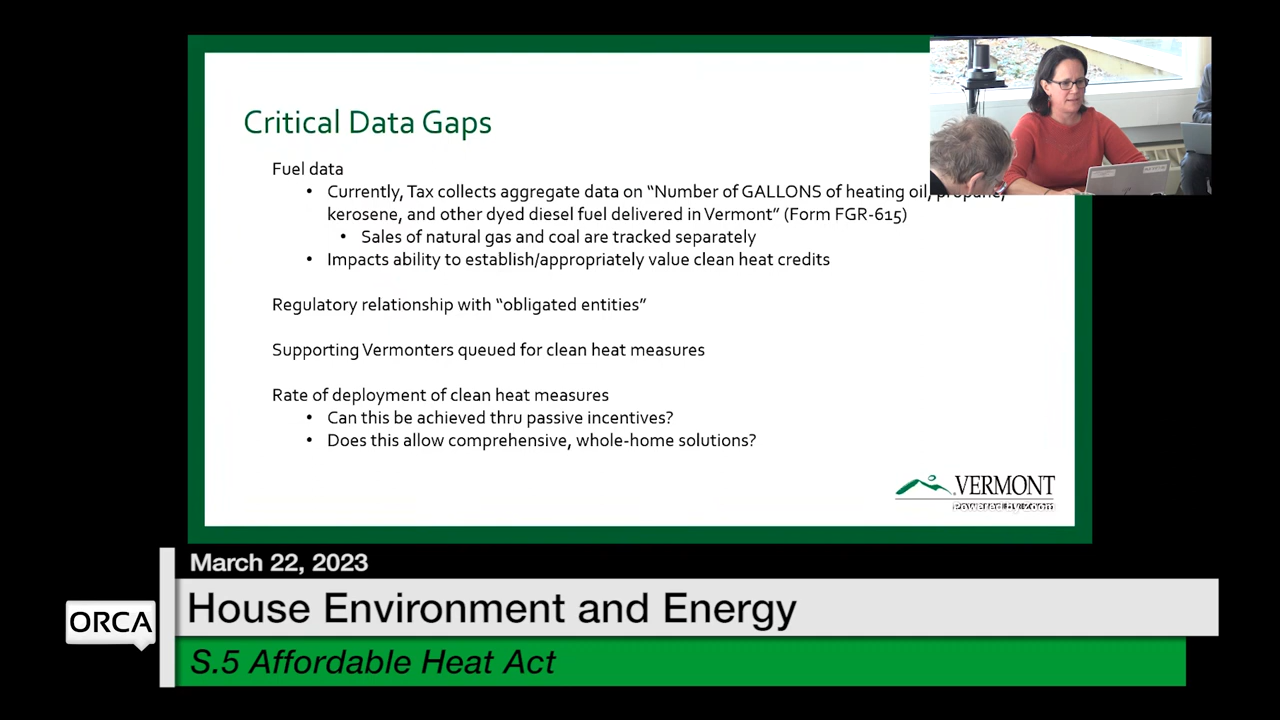 Critical Data Gaps
Fuel data
• Currently, Tax collects aggregate data on “Number of GALLONS of heating oil, propane,
kerosene, and other dyed diesel fuel delivered in Vermont” (Form FGR-615)
• Sales of natural gas and coal are tracked separately
• Impacts ability to establish/appropriately value clean heat credits
Regulatory relationship with “obligated entities”
Supporting Vermonters queued for clean heat measures
Rate of deployment of clean heat measures
• Can this be achieved thru passive incentives?
• Does this allow comprehensive, whole-home solutions?
VERMONT
Powered by Zoom
March 22, 2023
House Environment and Energy
ORCA
S.5 Affordable Heat Act